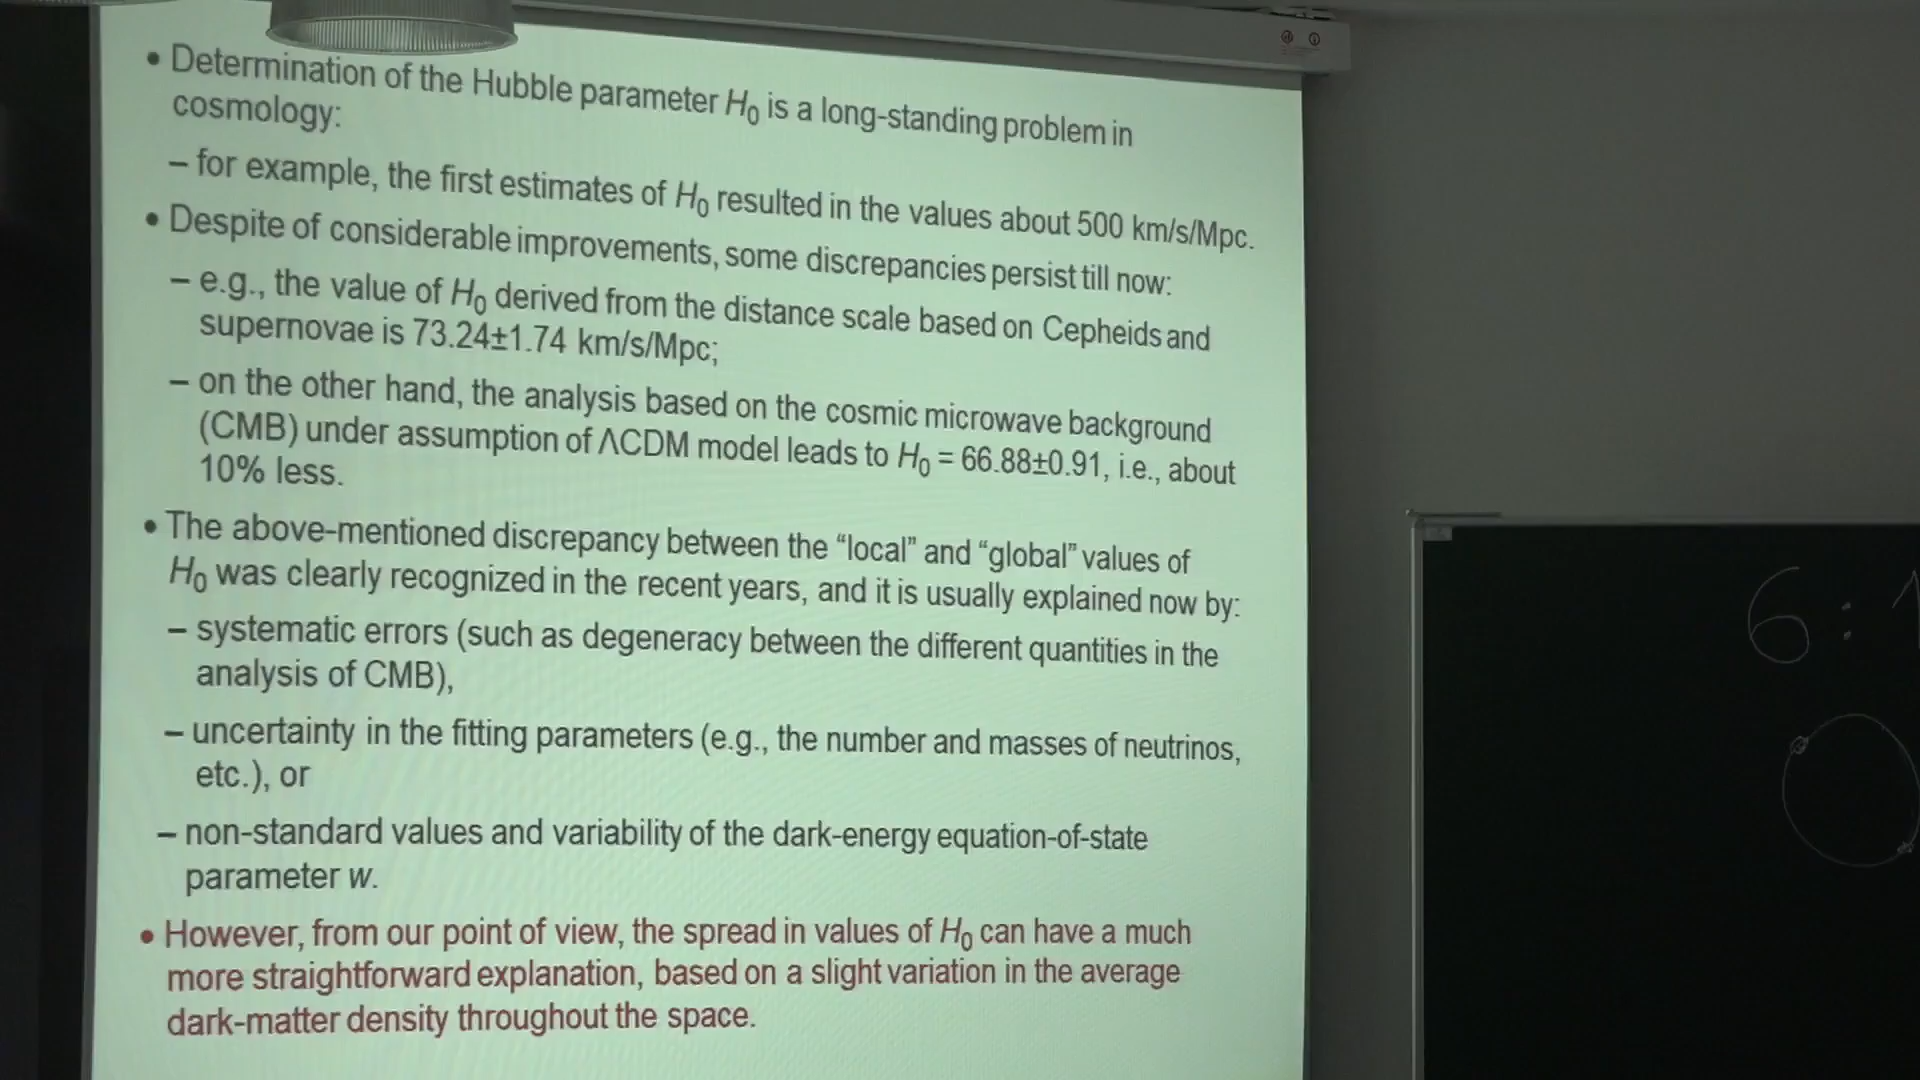 • Determination of the Hubble parameter H₀ is a long-standing problem in
cosmology:
– for example, the first estimates of H₀ resulted in the values about 500 km/s/Mpc.
• Despite of considerable improvements, some discrepancies persist till now:
– e.g., the value of H₀ derived from the distance scale based on Cepheids and
supernovae is 73.24±1.74 km/s/Mpc;
– on the other hand, the analysis based on the cosmic microwave background
(CMB) under assumption of ΛCDM model leads to H₀ = 66.88±0.91, i.e., about
10% less.
• The above-mentioned discrepancy between the “local” and “global” values of
H₀ was clearly recognized in the recent years, and it is usually explained now by:
– systematic errors (such as degeneracy between the different quantities in the
analysis of CMB),
– uncertainty in the fitting parameters (e.g., the number and masses of neutrinos,
etc.), or
– non-standard values and variability of the dark-energy equation-of-state
parameter w.
• However, from our point of view, the spread in values of H₀ can have a much
more straightforward explanation, based on a slight variation in the average
dark-matter density throughout the space.
6 :